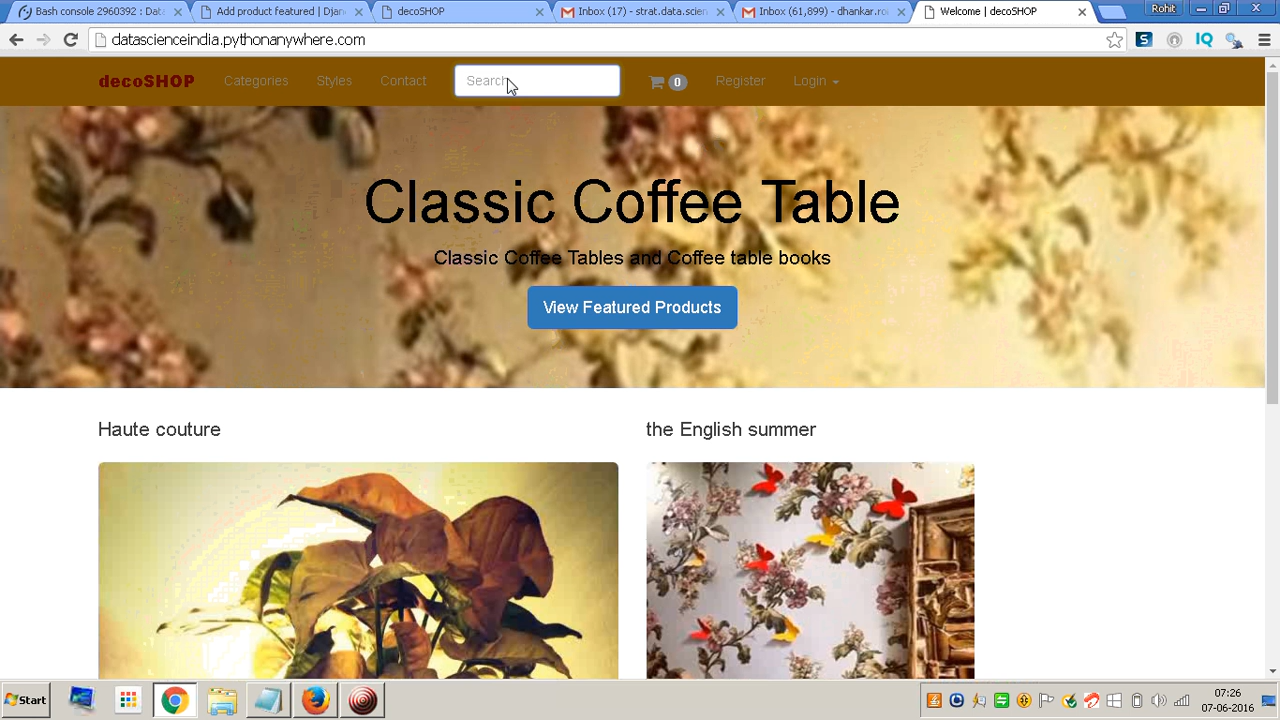 Bash console 2960392 : Data
Add product featured | Djan
decoSHOP
Inbox (17) - strat.data.scien
Inbox (61,899) - dhankar.ro
Welcome | decoSHOP
Rohit
datascienceindia.pythonanywhere.com
S
IQ
decoSHOP
Categories
Styles
Contact
Search
0
Register
Login
Classic Coffee Table
Classic Coffee Tables and Coffee table books
View Featured Products
Haute couture
the English summer
Start
07:26
07-06-2016